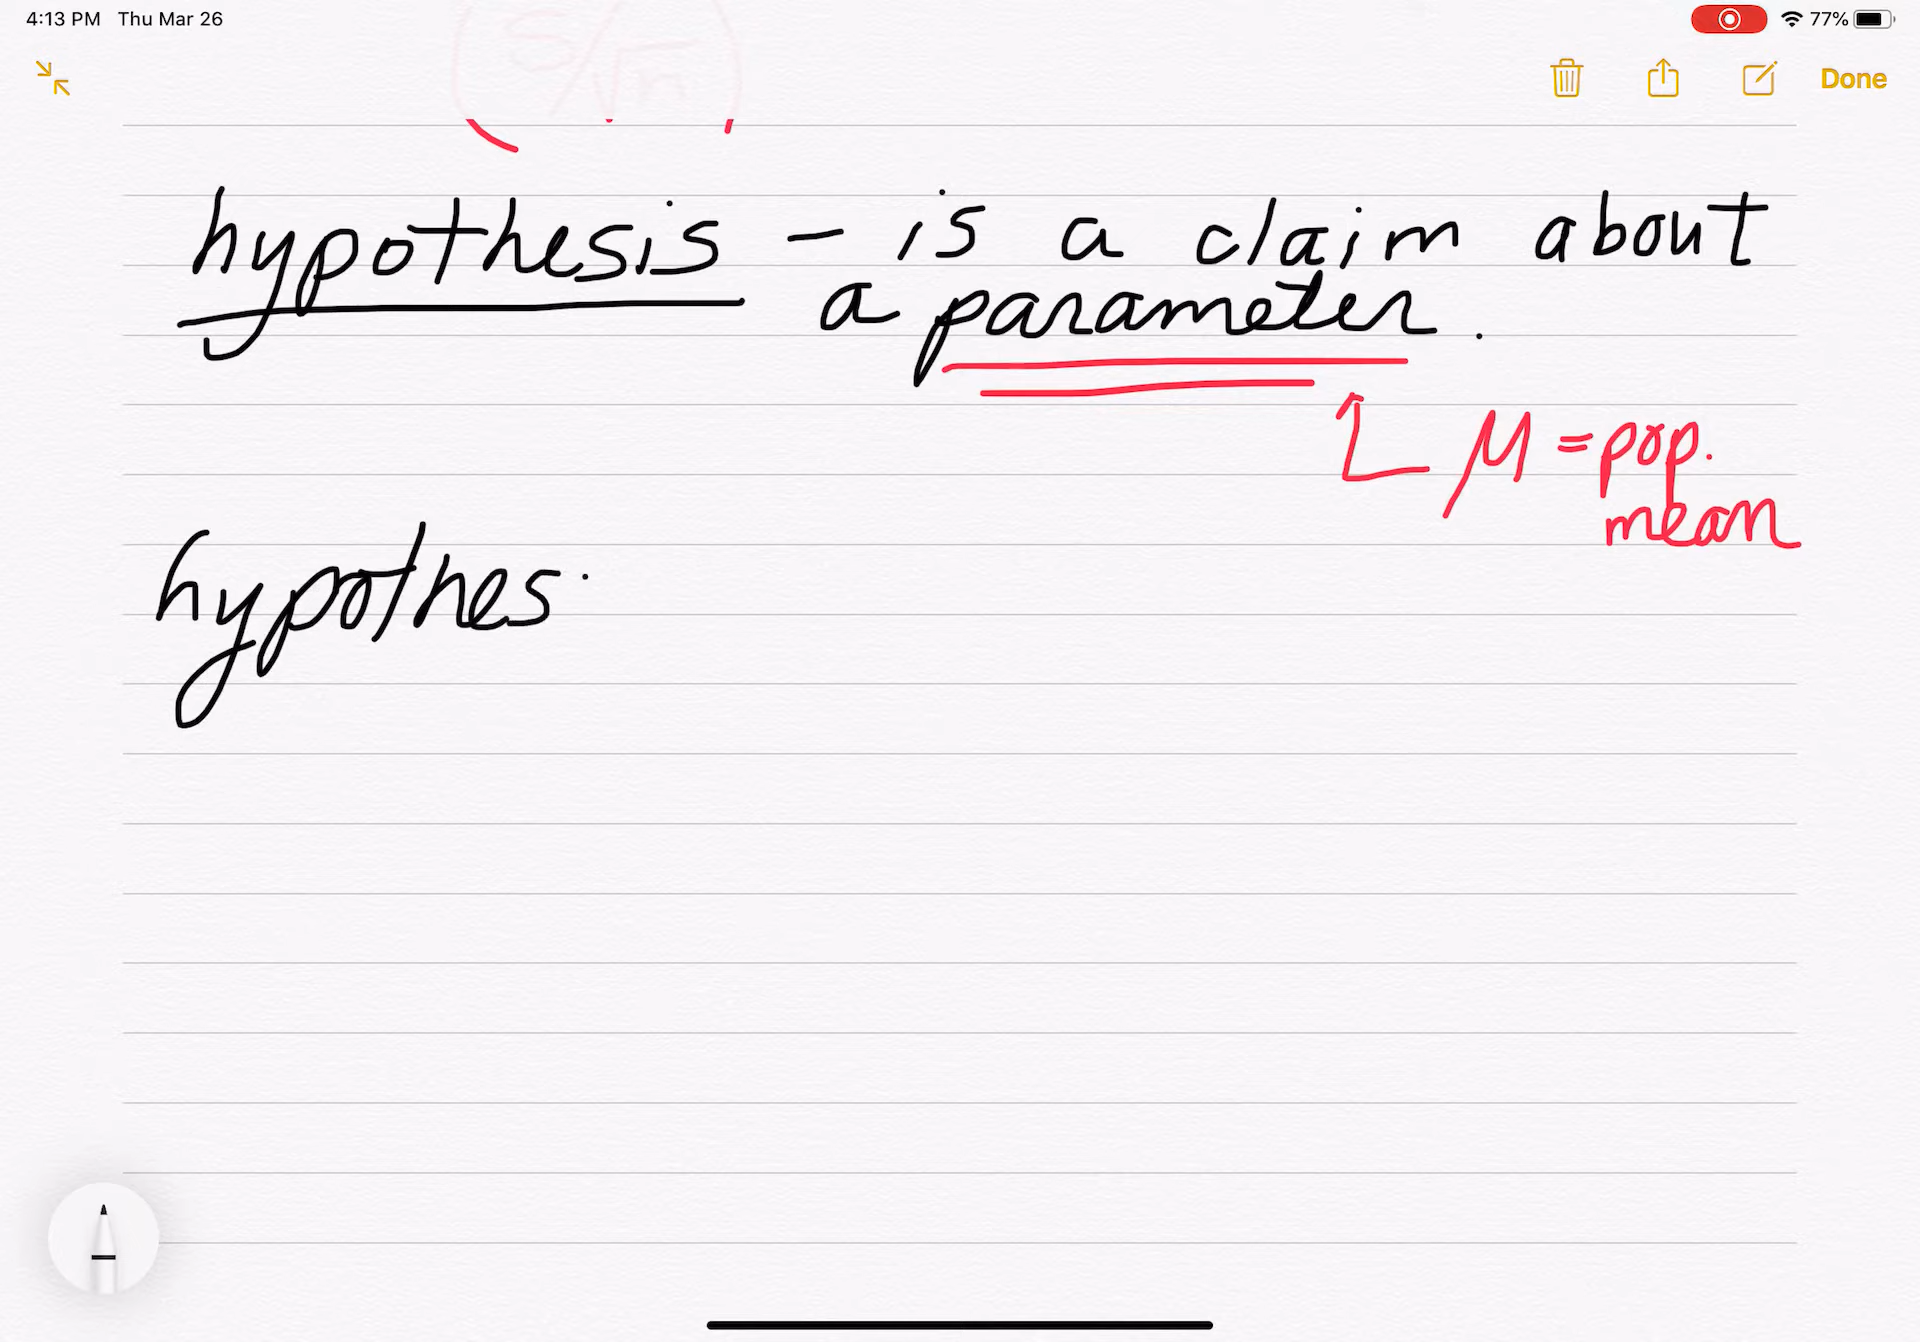 4:13 PM Thu Mar 26
77%
Done
s/√n
hypothesis - is a claim about
a parameter.
μ = pop.
mean
hypothes